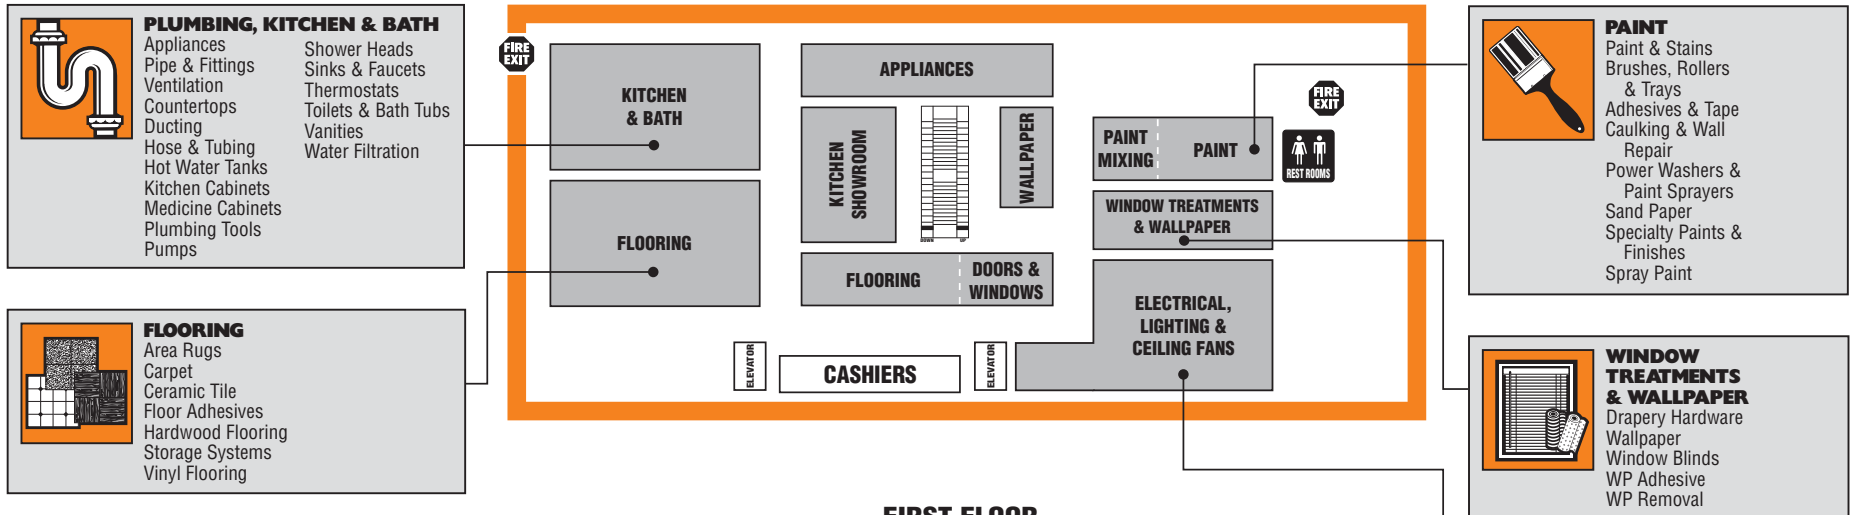 PLUMBING, KITCHEN & BATH
Appliances
Pipe & Fittings
Ventilation
Countertops
Ducting
Hose & Tubing
Hot Water Tanks
Kitchen Cabinets
Medicine Cabinets
Plumbing Tools
Pumps
Shower Heads
Sinks & Faucets
Thermostats
Toilets & Bath Tubs
Vanities
Water Filtration
FLOORING
Area Rugs
Carpet
Ceramic Tile
Floor Adhesives
Hardwood Flooring
Storage Systems
Vinyl Flooring
FIRE
EXIT
KITCHEN
& BATH
FLOORING
APPLIANCES
KITCHEN
SHOWROOM
DOWN
UP
WALLPAPER
FLOORING
DOORS &
WINDOWS
PAINT
MIXING
PAINT
FIRE
EXIT
REST ROOMS
WINDOW TREATMENTS
& WALLPAPER
ELECTRICAL,
LIGHTING &
CEILING FANS
ELEVATOR
CASHIERS
ELEVATOR
FIRST FLOOR
PAINT
Paint & Stains
Brushes, Rollers
& Trays
Adhesives & Tape
Caulking & Wall
Repair
Power Washers &
Paint Sprayers
Sand Paper
Specialty Paints &
Finishes
Spray Paint
WINDOW
TREATMENTS
& WALLPAPER
Drapery Hardware
Wallpaper
Window Blinds
WP Adhesive
WP Removal